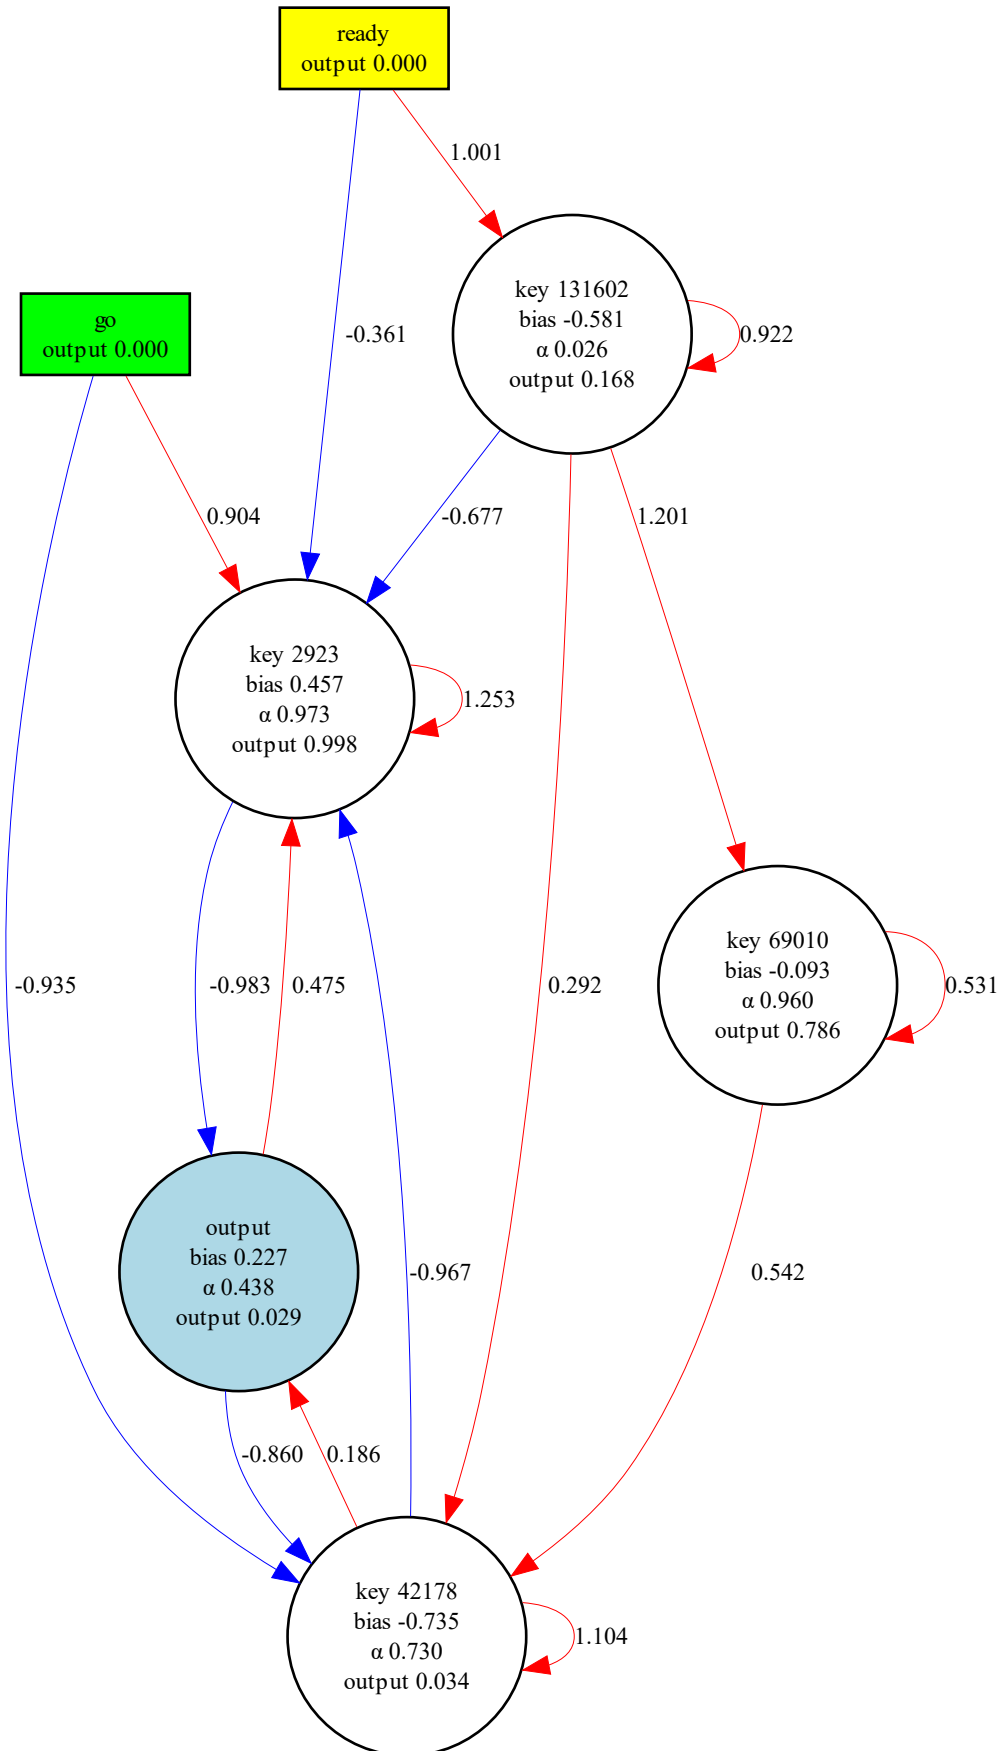 ready
output 0.000
1.001
key 131602
bias -0.581
α 0.026
output 0.168
0.922
go
output 0.000
-0.361
0.904
-0.677
1.201
key 2923
bias 0.457
α 0.973
output 0.998
1.253
key 69010
bias -0.093
α 0.960
output 0.786
0.531
-0.935
-0.983
0.475
0.292
output
bias 0.227
α 0.438
output 0.029
-0.967
0.542
-0.860
0.186
key 42178
bias -0.735
α 0.730
output 0.034
1.104